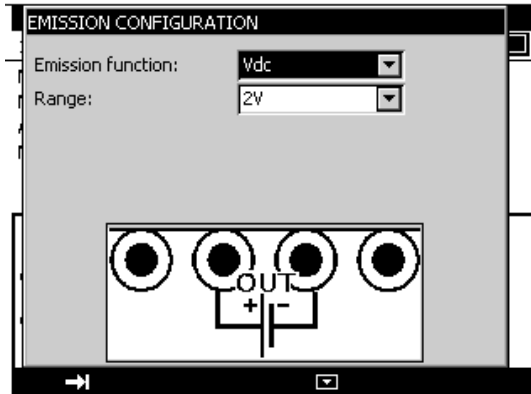 EMISSION CONFIGURATION
Emission function: Vdc
Range: 2V
OUT
+ -